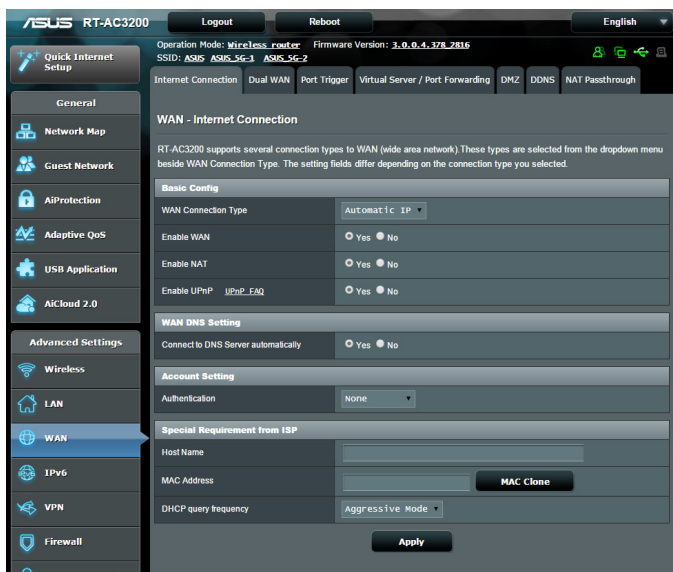 ASUS RT-AC3200 Logout Reboot English
Quick Internet Setup
General
Network Map
Guest Network
AiProtection
Adaptive QoS
USB Application
AiCloud 2.0
Advanced Settings
Wireless
LAN
WAN
IPv6
VPN
Firewall
Operation Mode: Wireless router Firmware Version: 3.0.0.4.378_2816
SSID: ASUS ASUS_5G-1 ASUS_5G-2
Internet Connection Dual WAN Port Trigger Virtual Server / Port Forwarding DMZ DDNS NAT Passthrough
WAN - Internet Connection
RT-AC3200 supports several connection types to WAN (wide area network).These types are selected from the dropdown menu
beside WAN Connection Type. The setting fields differ depending on the connection type you selected.
Basic Config
WAN Connection Type Automatic IP
Enable WAN Yes No
Enable NAT Yes No
Enable UPnP UPnP FAQ Yes No
WAN DNS Setting
Connect to DNS Server automatically Yes No
Account Setting
Authentication None
Special Requirement from ISP
Host Name
MAC Address MAC Clone
DHCP query frequency Aggressive Mode
Apply